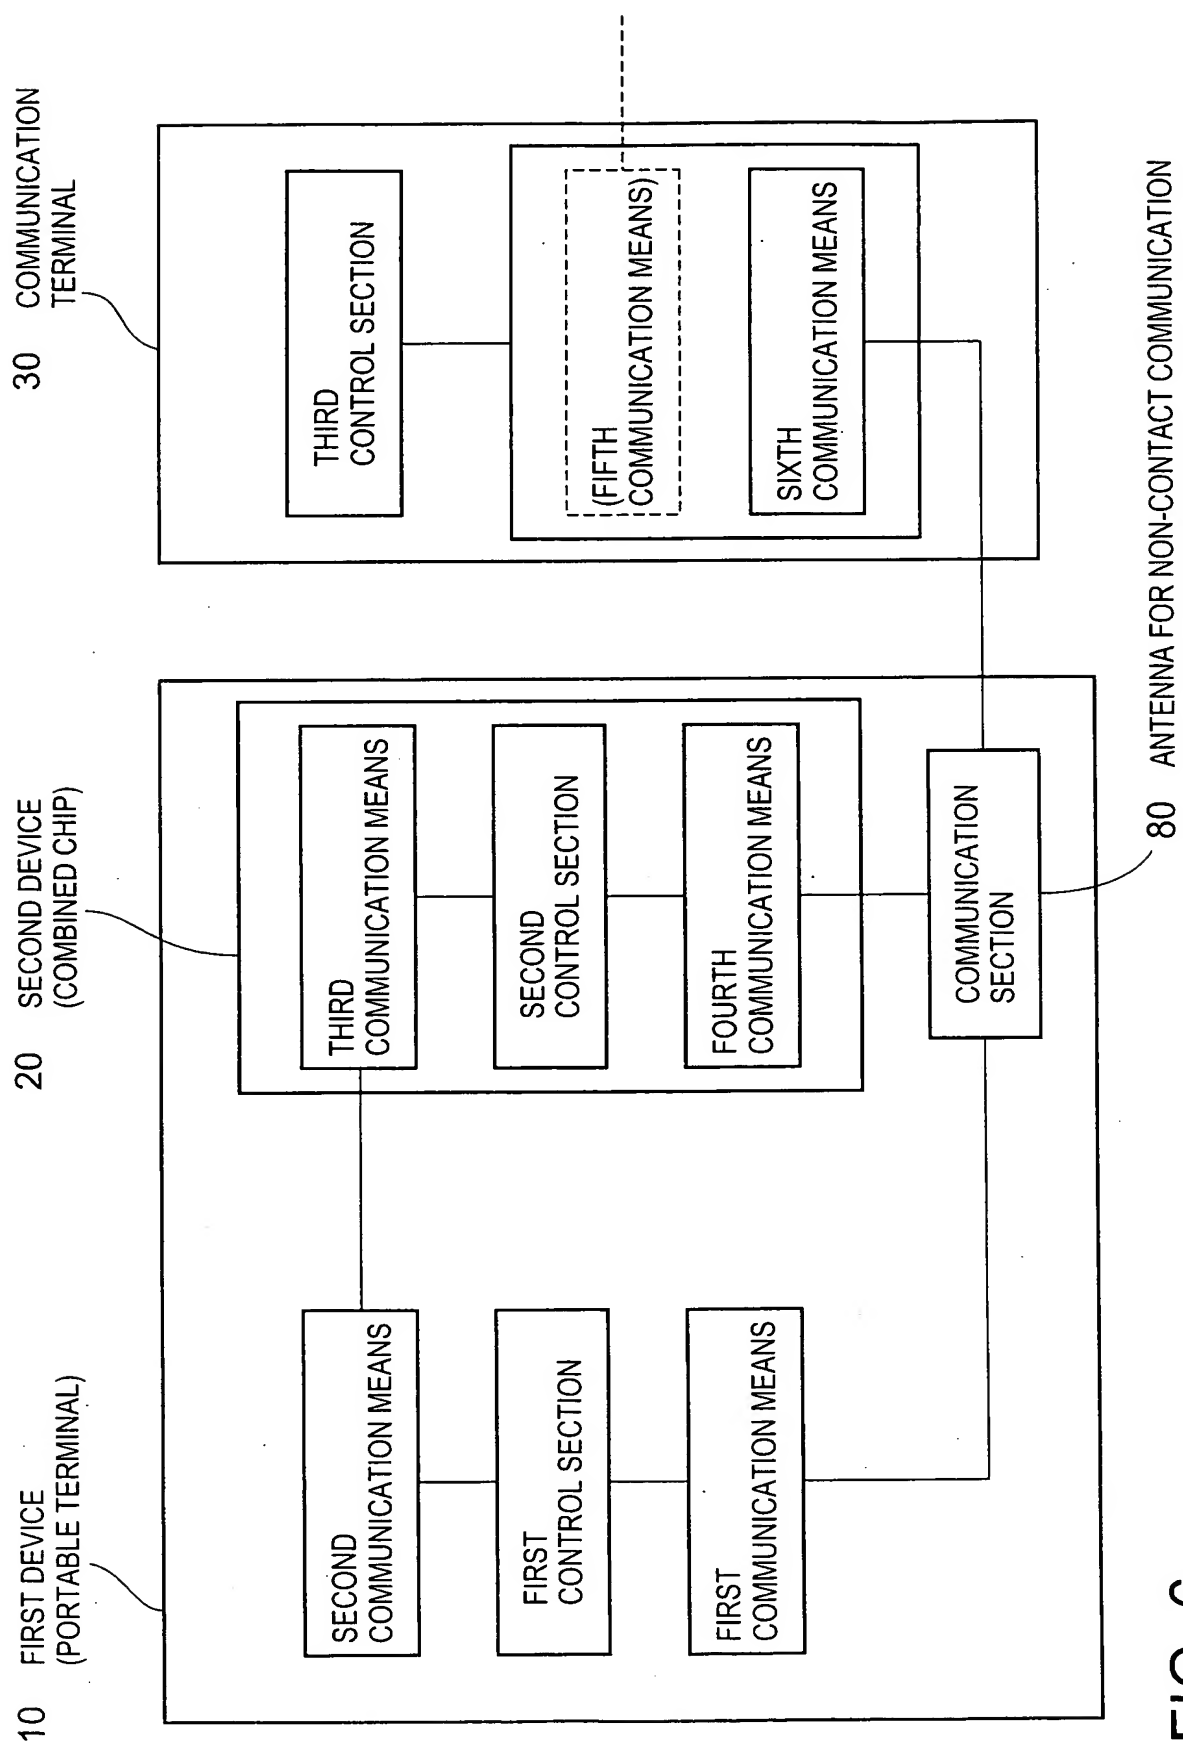 10 FIRST DEVICE
(PORTABLE TERMINAL)
20 SECOND DEVICE
(COMBINED CHIP)
30 COMMUNICATION
TERMINAL
SECOND
COMMUNICATION MEANS
FIRST
CONTROL SECTION
FIRST
COMMUNICATION MEANS
THIRD
COMMUNICATION MEANS
SECOND
CONTROL SECTION
FOURTH
COMMUNICATION MEANS
COMMUNICATION
SECTION
THIRD
CONTROL SECTION
(FIFTH
COMMUNICATION MEANS)
SIXTH
COMMUNICATION MEANS
80 ANTENNA FOR NON-CONTACT COMMUNICATION
FIG.